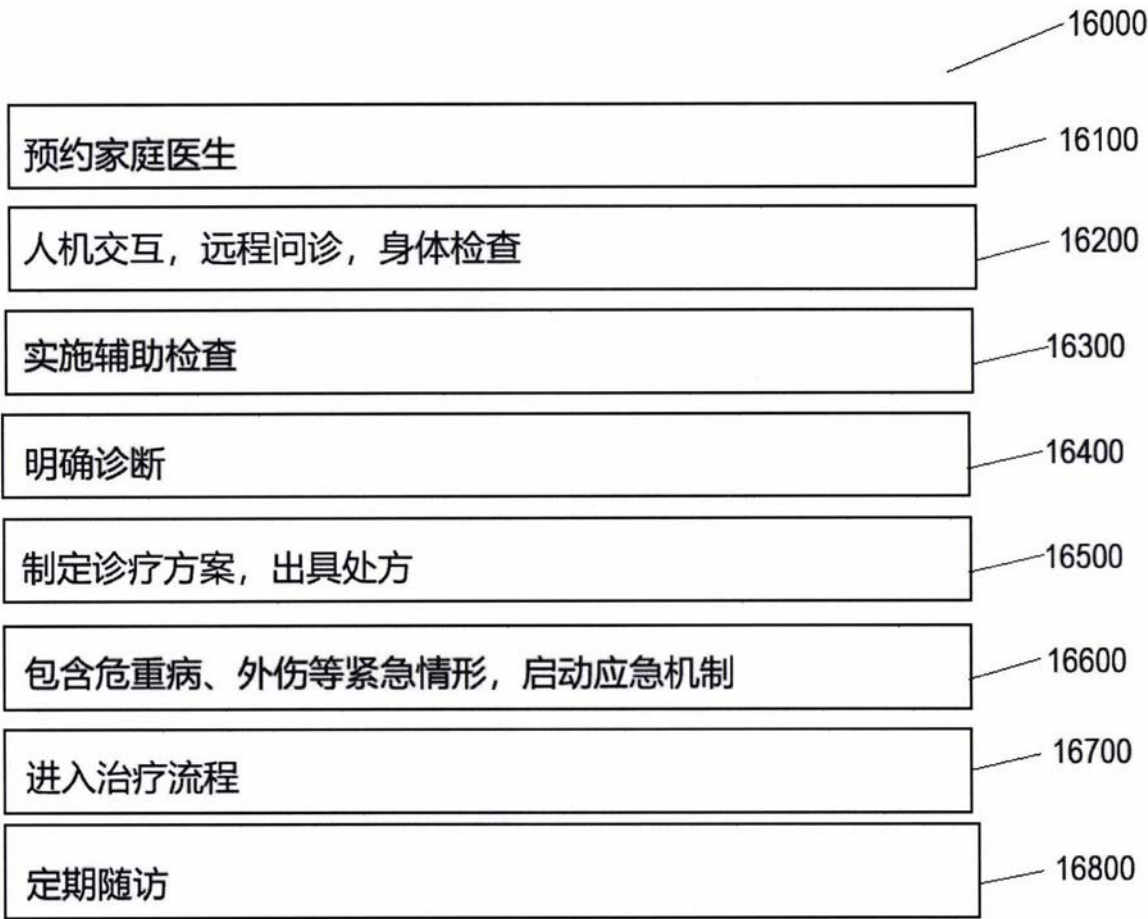 16000
预约家庭医生
16100
人机交互，远程问诊，身体检查
16200
实施辅助检查
16300
明确诊断
16400
制定诊疗方案，出具处方
16500
包含危重病、外伤等紧急情形，启动应急机制
16600
进入治疗流程
16700
定期随访
16800